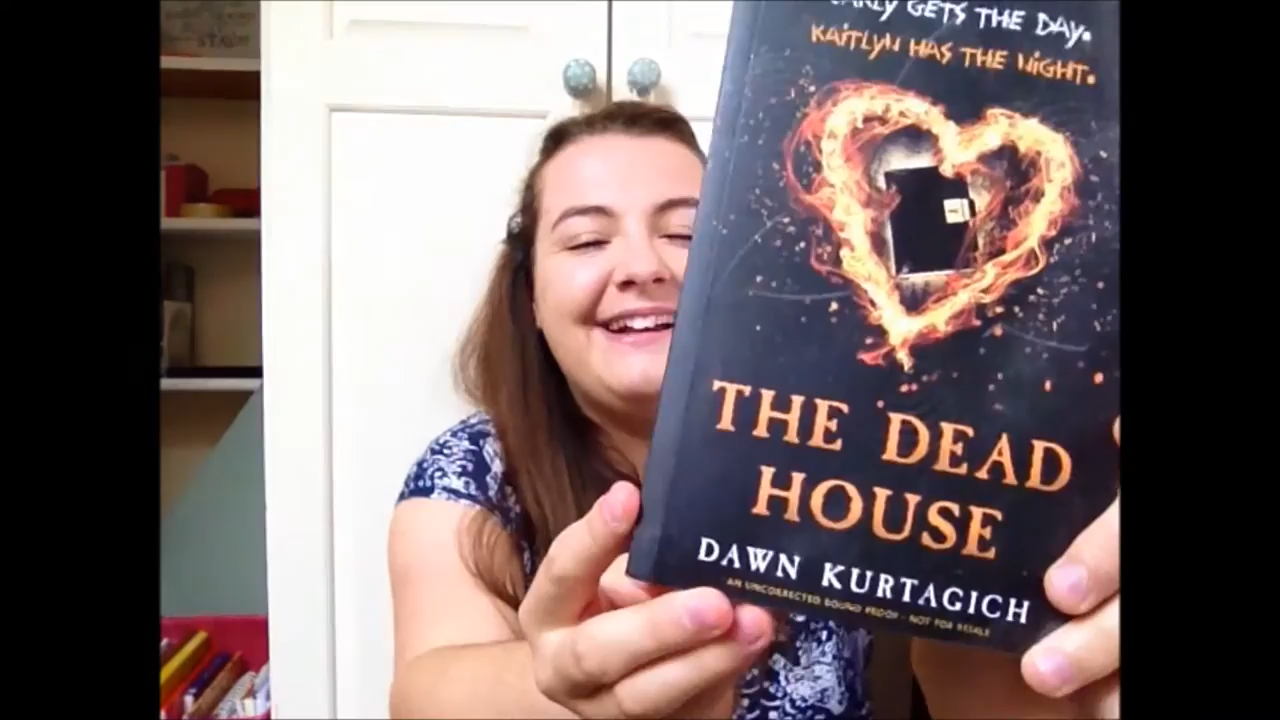 CARLY GETS THE DAY.
KAITLYN HAS THE NIGHT.
THE DEAD
HOUSE
DAWN KURTAGICH
AN UNCORRECTED BOUND PROOF - NOT FOR RESALE